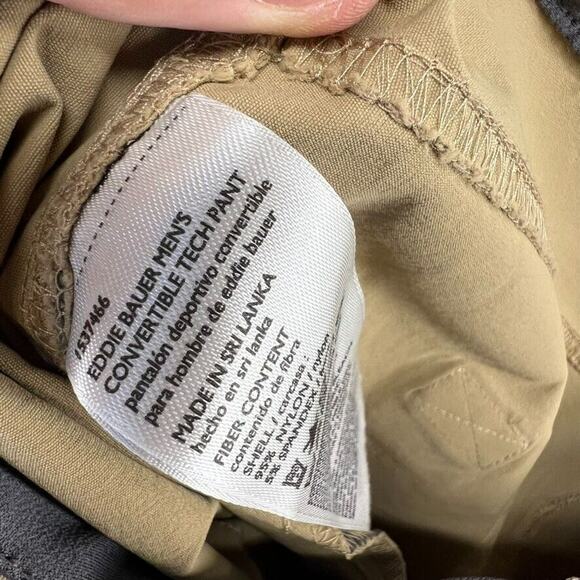 1537466
EDDIE BAUER MEN'S
CONVERTIBLE TECH PANT
pantalón deportivo convertible
para hombre de eddie bauer
MADE IN SRI LANKA
hecho en sri lanka
FIBER CONTENT
contenido de fibra
SHELL / carcasa:
95% NYLON / nylon
5% SPANDEX /